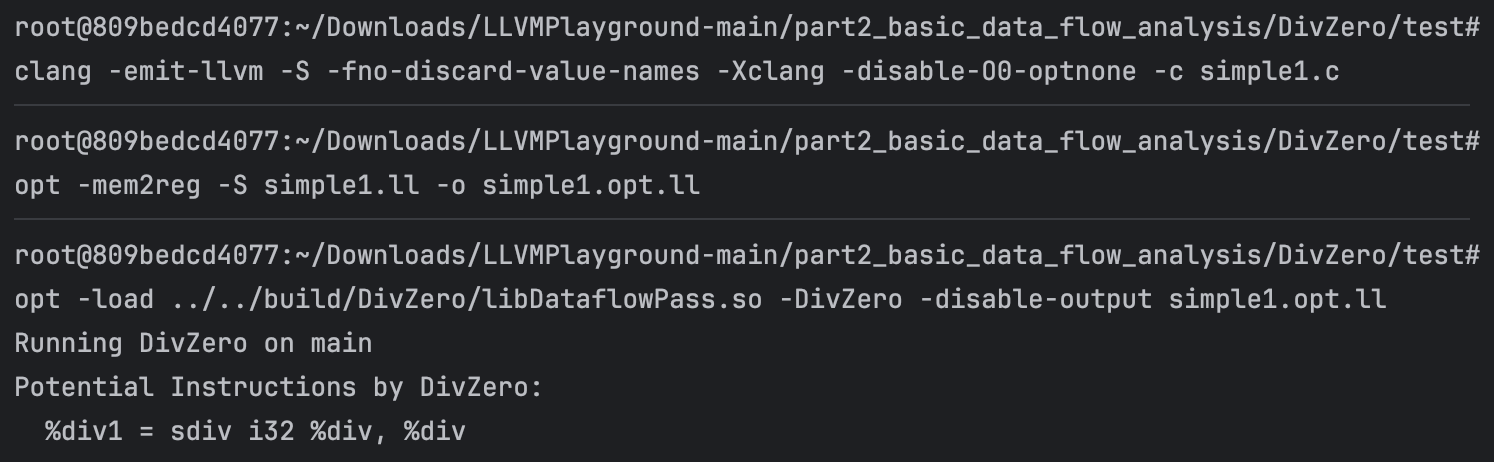 root@809bedcd4077:~/Downloads/LLVMPlayground-main/part2_basic_data_flow_analysis/DivZero/test#
clang -emit-llvm -S -fno-discard-value-names -Xclang -disable-O0-optnone -c simple1.c
root@809bedcd4077:~/Downloads/LLVMPlayground-main/part2_basic_data_flow_analysis/DivZero/test#
opt -mem2reg -S simple1.ll -o simple1.opt.ll
root@809bedcd4077:~/Downloads/LLVMPlayground-main/part2_basic_data_flow_analysis/DivZero/test#
opt -load ../../build/DivZero/libDataflowPass.so -DivZero -disable-output simple1.opt.ll
Running DivZero on main
Potential Instructions by DivZero:
  %div1 = sdiv i32 %div, %div